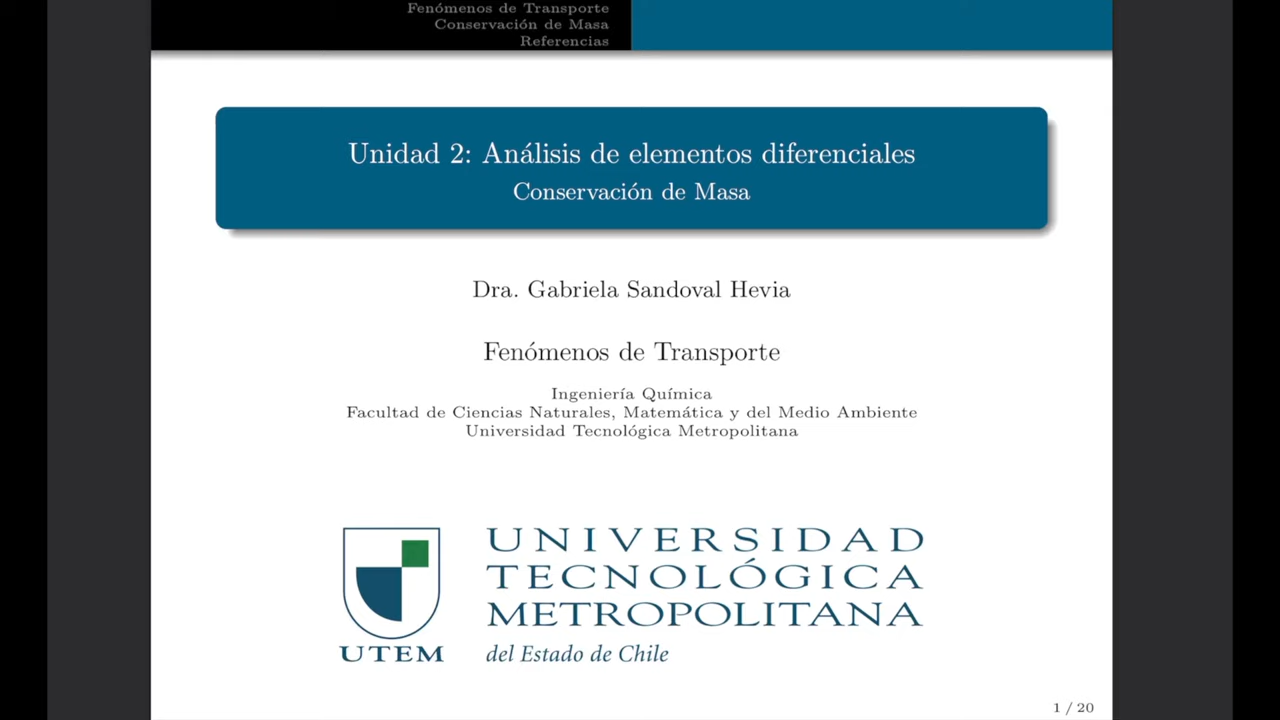 Fenómenos de Transporte
Conservación de Masa
Referencias
Unidad 2: Análisis de elementos diferenciales
Conservación de Masa
Dra. Gabriela Sandoval Hevia
Fenómenos de Transporte
Ingeniería Química
Facultad de Ciencias Naturales, Matemática y del Medio Ambiente
Universidad Tecnológica Metropolitana
UNIVERSIDAD
TECNOLÓGICA
METROPOLITANA
UTEM
del Estado de Chile
1 / 20